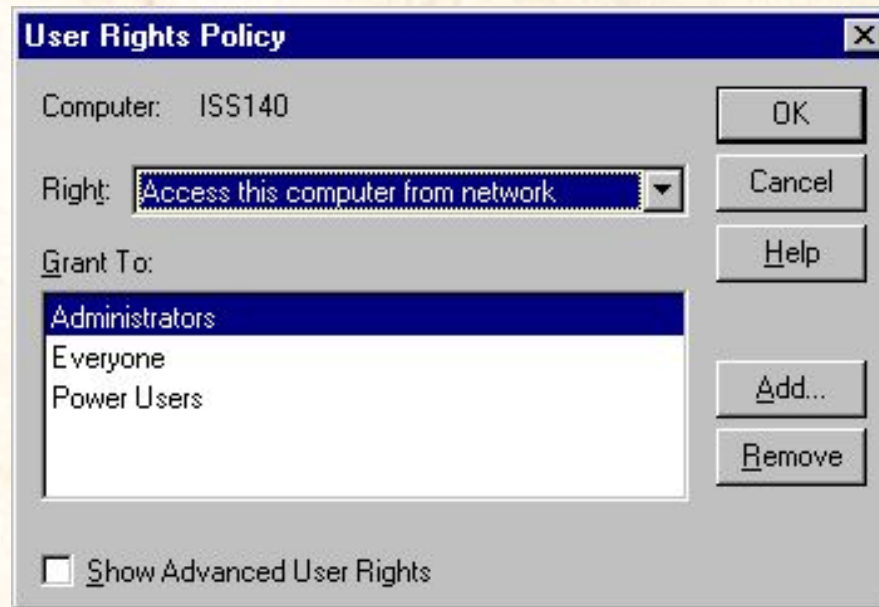 User Rights Policy
Computer: ISS140
OK
Right: Access this computer from network
Cancel
Help
Grant To:
Administrators
Everyone
Power Users
Add...
Remove
Show Advanced User Rights